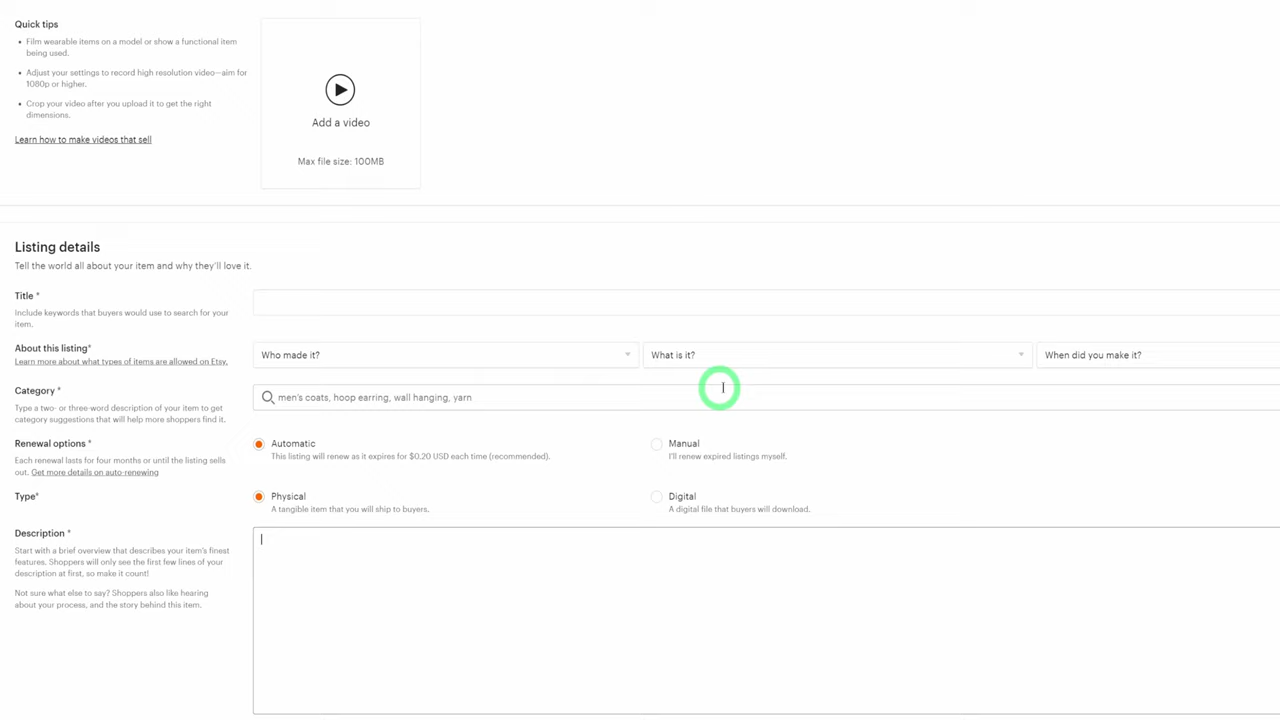 Quick tips
• Film wearable items on a model or show a functional item
being used.
• Adjust your settings to record high resolution video—aim for
1080p or higher.
• Crop your video after you upload it to get the right
dimensions.
Learn how to make videos that sell
Add a video
Max file size: 100MB
Listing details
Tell the world all about your item and why they'll love it.
Title *
Include keywords that buyers would use to search for your
item.
About this listing*
Learn more about what types of items are allowed on Etsy.
Who made it?
What is it?
When did you make it?
Category *
Type a two- or three-word description of your item to get
category suggestions that will help more shoppers find it.
men's coats, hoop earring, wall hanging, yarn
Renewal options *
Each renewal lasts for four months or until the listing sells
out. Get more details on auto-renewing
Automatic
This listing will renew as it expires for $0.20 USD each time (recommended).
Manual
I'll renew expired listings myself.
Type*
Physical
A tangible item that you will ship to buyers.
Digital
A digital file that buyers will download.
Description *
Start with a brief overview that describes your item's finest
features. Shoppers will only see the first few lines of your
description at first, so make it count!
Not sure what else to say? Shoppers also like hearing
about your process, and the story behind this item.